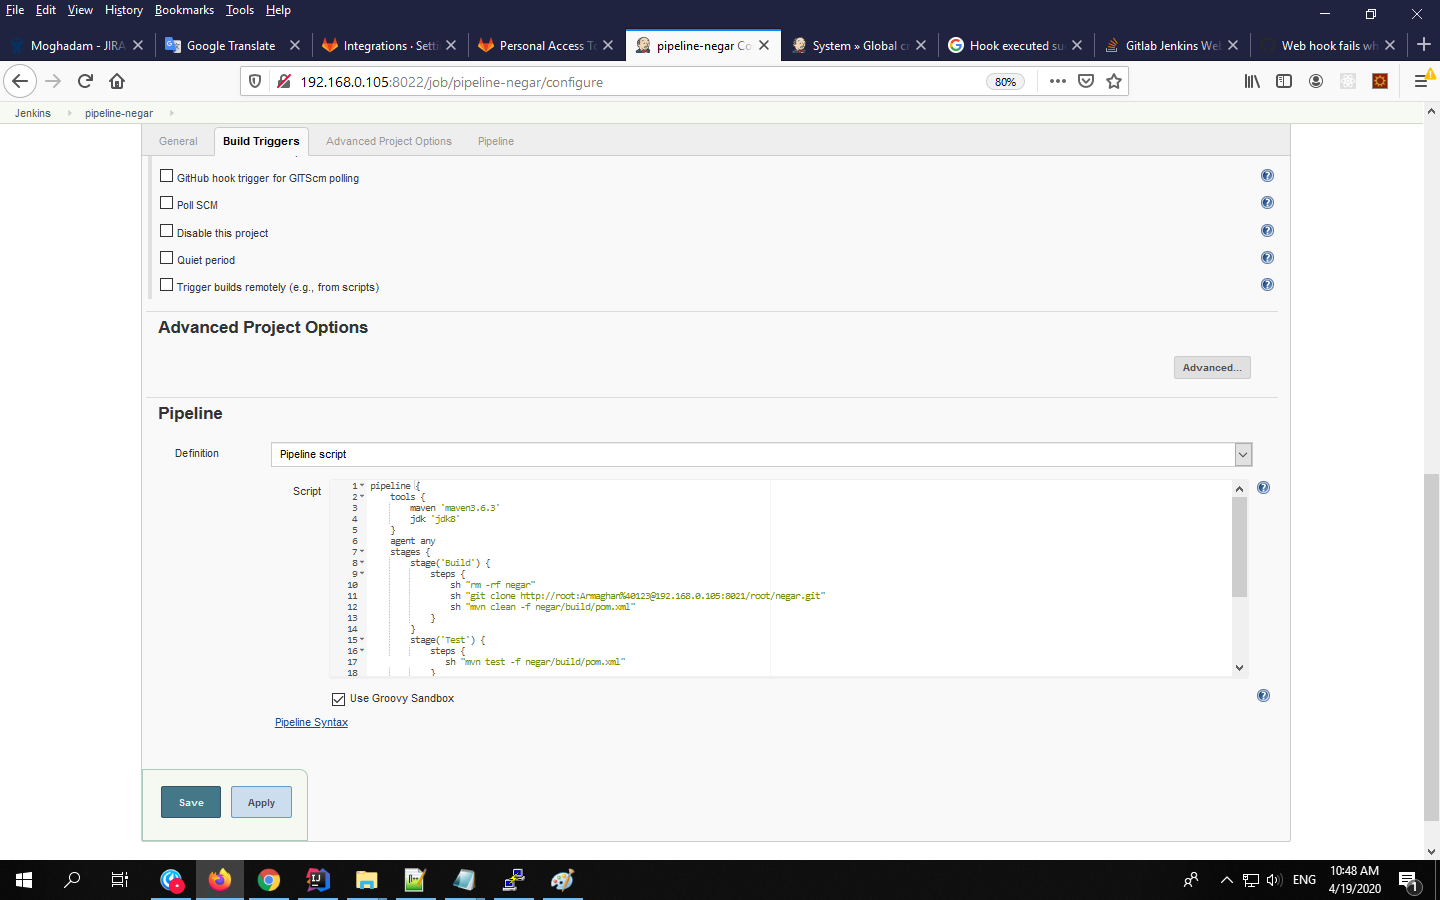 File Edit View History Bookmarks Tools Help
Moghadam - JIRA
Google Translate
Integrations · Setti
Personal Access To
pipeline-negar Co
System » Global cr
Hook executed su
Gitlab Jenkins We
Web hook fails wh
192.168.0.105:8022/job/pipeline-negar/configure
80%
Jenkins
pipeline-negar
General
Build Triggers
Advanced Project Options
Pipeline
GitHub hook trigger for GITScm polling
Poll SCM
Disable this project
Quiet period
Trigger builds remotely (e.g., from scripts)
Advanced Project Options
Advanced...
Pipeline
Definition
Pipeline script
Script
1 pipeline {
2 tools {
3 maven 'maven3.6.3'
4 jdk 'jdk8'
5 }
6 agent any
7 stages {
8 stage('Build') {
9 steps {
10 sh "rm -rf negar"
11 sh "git clone http://root:Armaghan%40123@192.168.0.105:8021/root/negar.git"
12 sh "mvn clean -f negar/build/pom.xml"
13 }
14 }
15 stage('Test') {
16 steps {
17 sh "mvn test -f negar/build/pom.xml"
18 }
Use Groovy Sandbox
Pipeline Syntax
Save
Apply
ENG
10:48 AM
4/19/2020
1